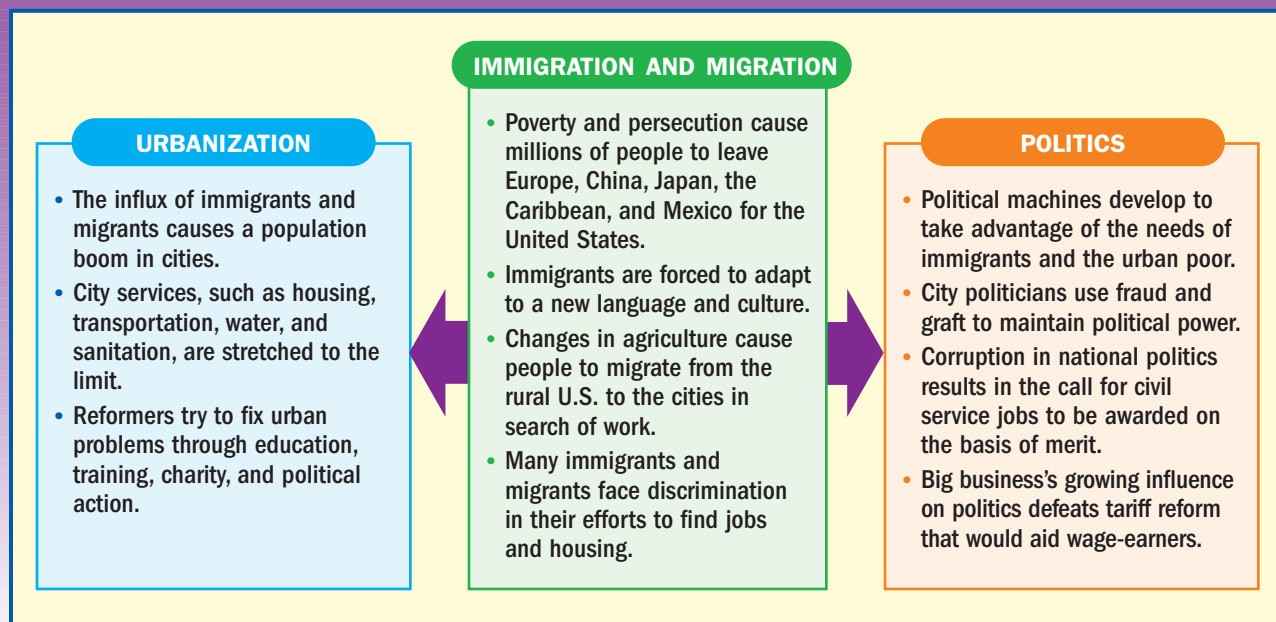 IMMIGRATION AND MIGRATION
URBANIZATION
• The influx of immigrants and
migrants causes a population
boom in cities.
• City services, such as housing,
transportation, water, and
sanitation, are stretched to the
limit.
• Reformers try to fix urban
problems through education,
training, charity, and political
action.
• Poverty and persecution cause
millions of people to leave
Europe, China, Japan, the
Caribbean, and Mexico for the
United States.
• Immigrants are forced to adapt
to a new language and culture.
• Changes in agriculture cause
people to migrate from the
rural U.S. to the cities in
search of work.
• Many immigrants and
migrants face discrimination
in their efforts to find jobs
and housing.
POLITICS
• Political machines develop to
take advantage of the needs of
immigrants and the urban poor.
• City politicians use fraud and
graft to maintain political power.
• Corruption in national politics
results in the call for civil
service jobs to be awarded on
the basis of merit.
• Big business’s growing influence
on politics defeats tariff reform
that would aid wage-earners.